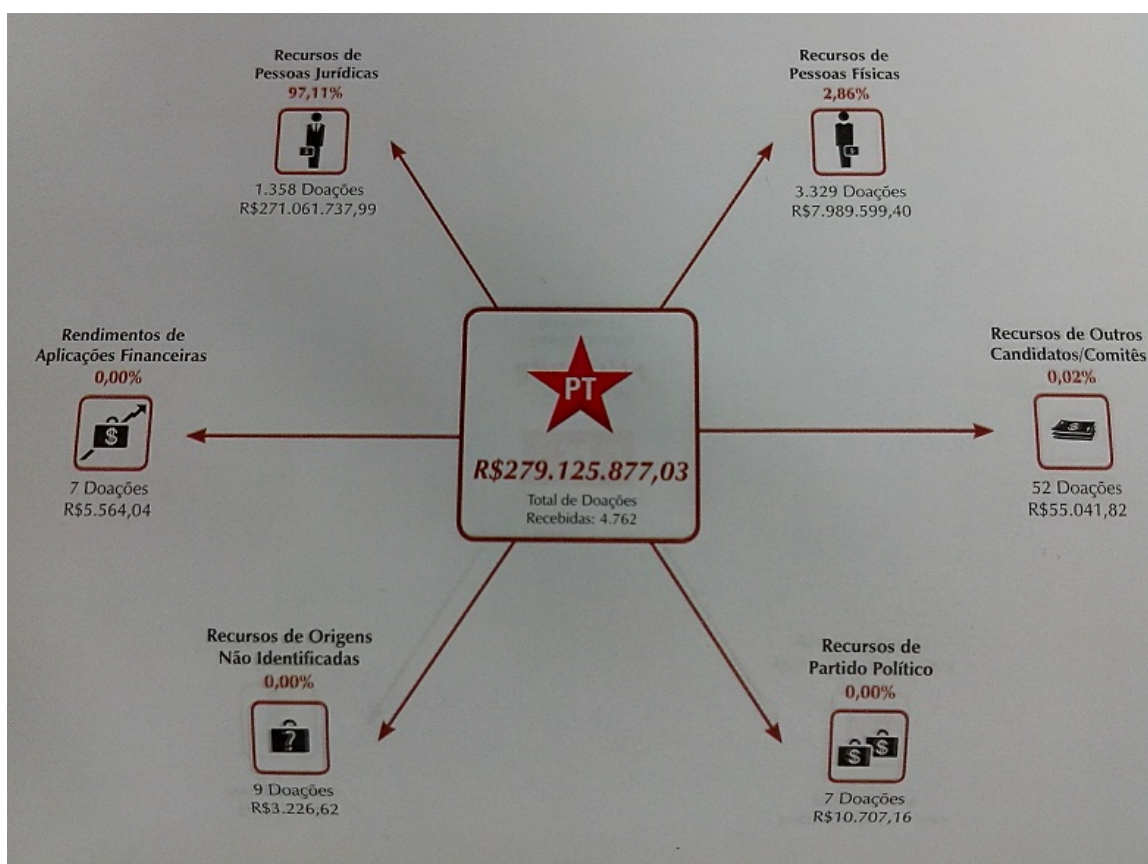 Recursos de
Pessoas Jurídicas
97,11%
1.358 Doações
R$271.061.737,99
Recursos de
Pessoas Físicas
2,86%
$
3.329 Doações
R$7.989.599,40
Rendimentos de
Aplicações Financeiras
0,00%
$
7 Doações
R$5.564,04
PT
R$279.125.877,03
Total de Doações
Recebidas: 4.762
Recursos de Outros
Candidatos/Comitês
0,02%
$
52 Doações
R$55.041,82
Recursos de Origens
Não Identificadas
0,00%
?
9 Doações
R$3.226,62
Recursos de
Partido Político
0,00%
$ $
7 Doações
R$10.707,16